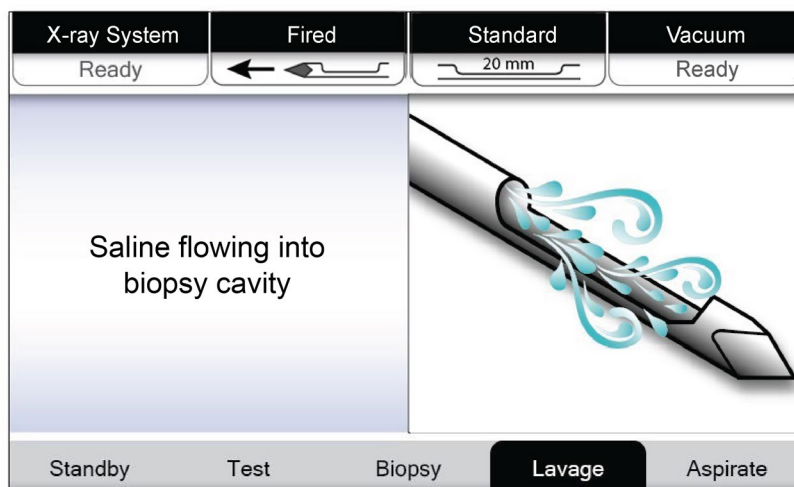 X-ray System
Fired
Standard
Vacuum
Ready
20 mm
Ready
Saline flowing into
biopsy cavity
Standby
Test
Biopsy
Lavage
Aspirate